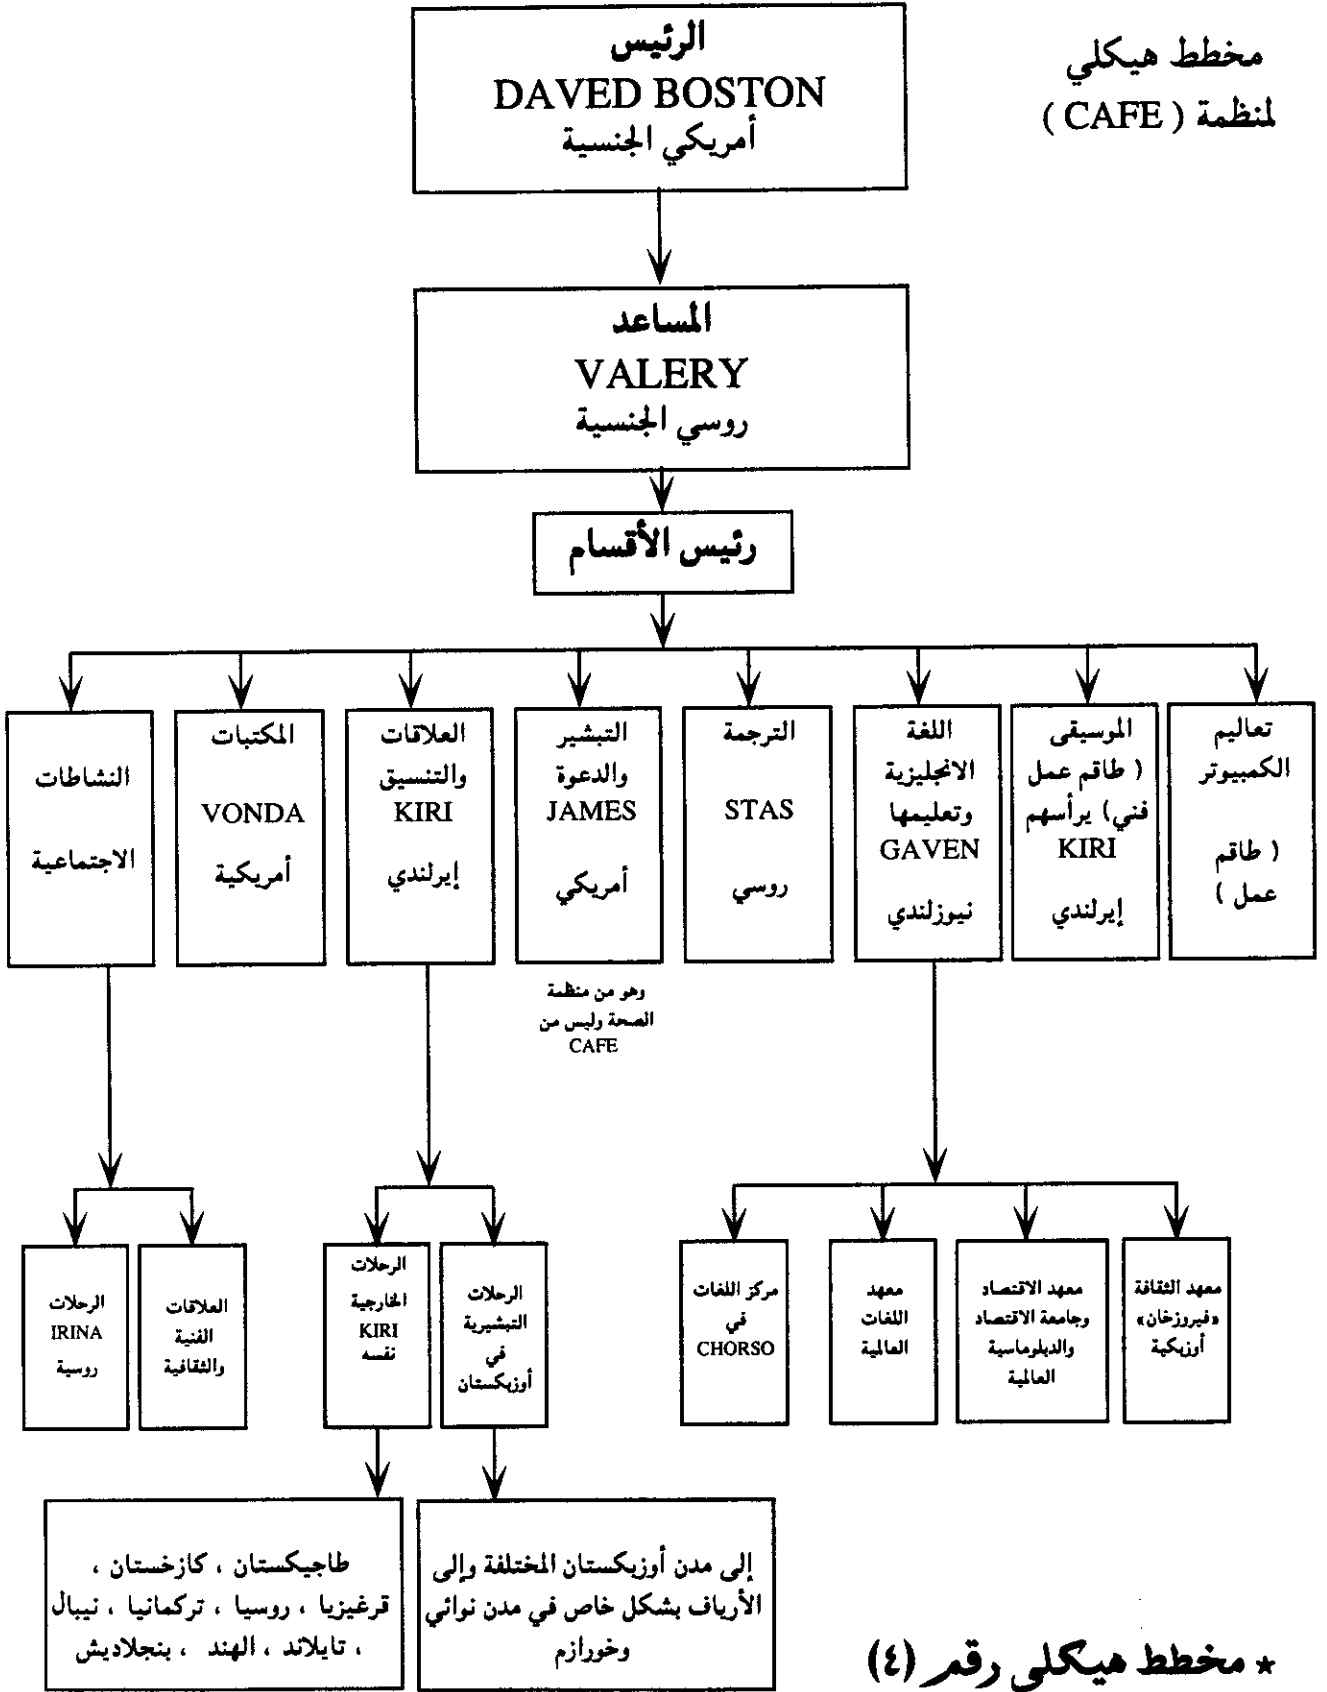 مخطط هيكلي
لمنظمة ( CAFE )
الرئيس
DAVED BOSTON
أمريكي الجنسية
المساعد
VALERY
روسي الجنسية
رئيس الأقسام
تعاليم
الكمبيوتر
( طاقم
عمل )
الموسيقى
( طاقم عمل
فني) يرأسهم
KIRI
إيرلندي
اللغة
الانجليزية
وتعليمها
GAVEN
نيوزلندي
الترجمة
STAS
روسي
التبشير
والدعوة
JAMES
أمريكي
العلاقات
والتنسيق
KIRI
إيرلندي
المكتبات
VONDA
أمريكية
النشاطات
الاجتماعية
وهو من منظمة
الصحة وليس من
CAFE
معهد الثقافة
«فيروزخان»
أوزبكية
معهد الاقتصاد
وجامعة الاقتصاد
والدبلوماسية
العالمية
معهد
اللغات
العالمية
مركز اللغات
في
CHORSO
الرحلات
التبشيرية
في
أوزبكستان
الرحلات
الخارجية
KIRI
نفسه
العلاقات
الفنية
والثقافية
الرحلات
IRINA
روسية
إلى مدن أوزبكستان المختلفة وإلى
الأرياف بشكل خاص في مدن نوائي
وخورازم
طاجيكستان ، كازخستان ،
قرغيزيا ، روسيا ، تركمانيا ، نيبال
، تايلاند ، الهند ، بنجلاديش
* مخطط هيكلي رقم (٤)